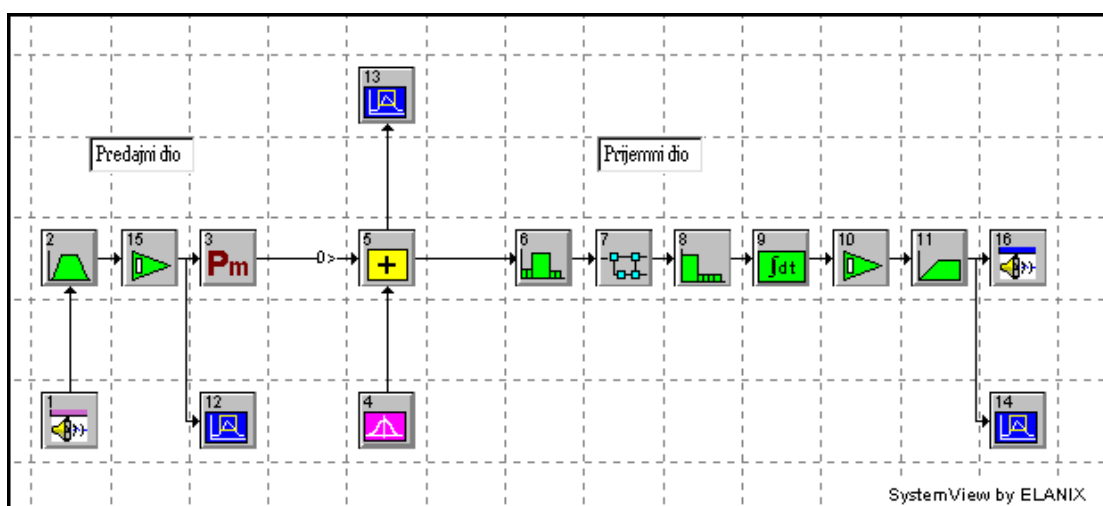 13
Predajni dio
Prijemni dio
2 15 3 5 6 7 8 9 10 11 16
Pm 0 + ∫dt
1 12 4 14
SystemView by ELANIX